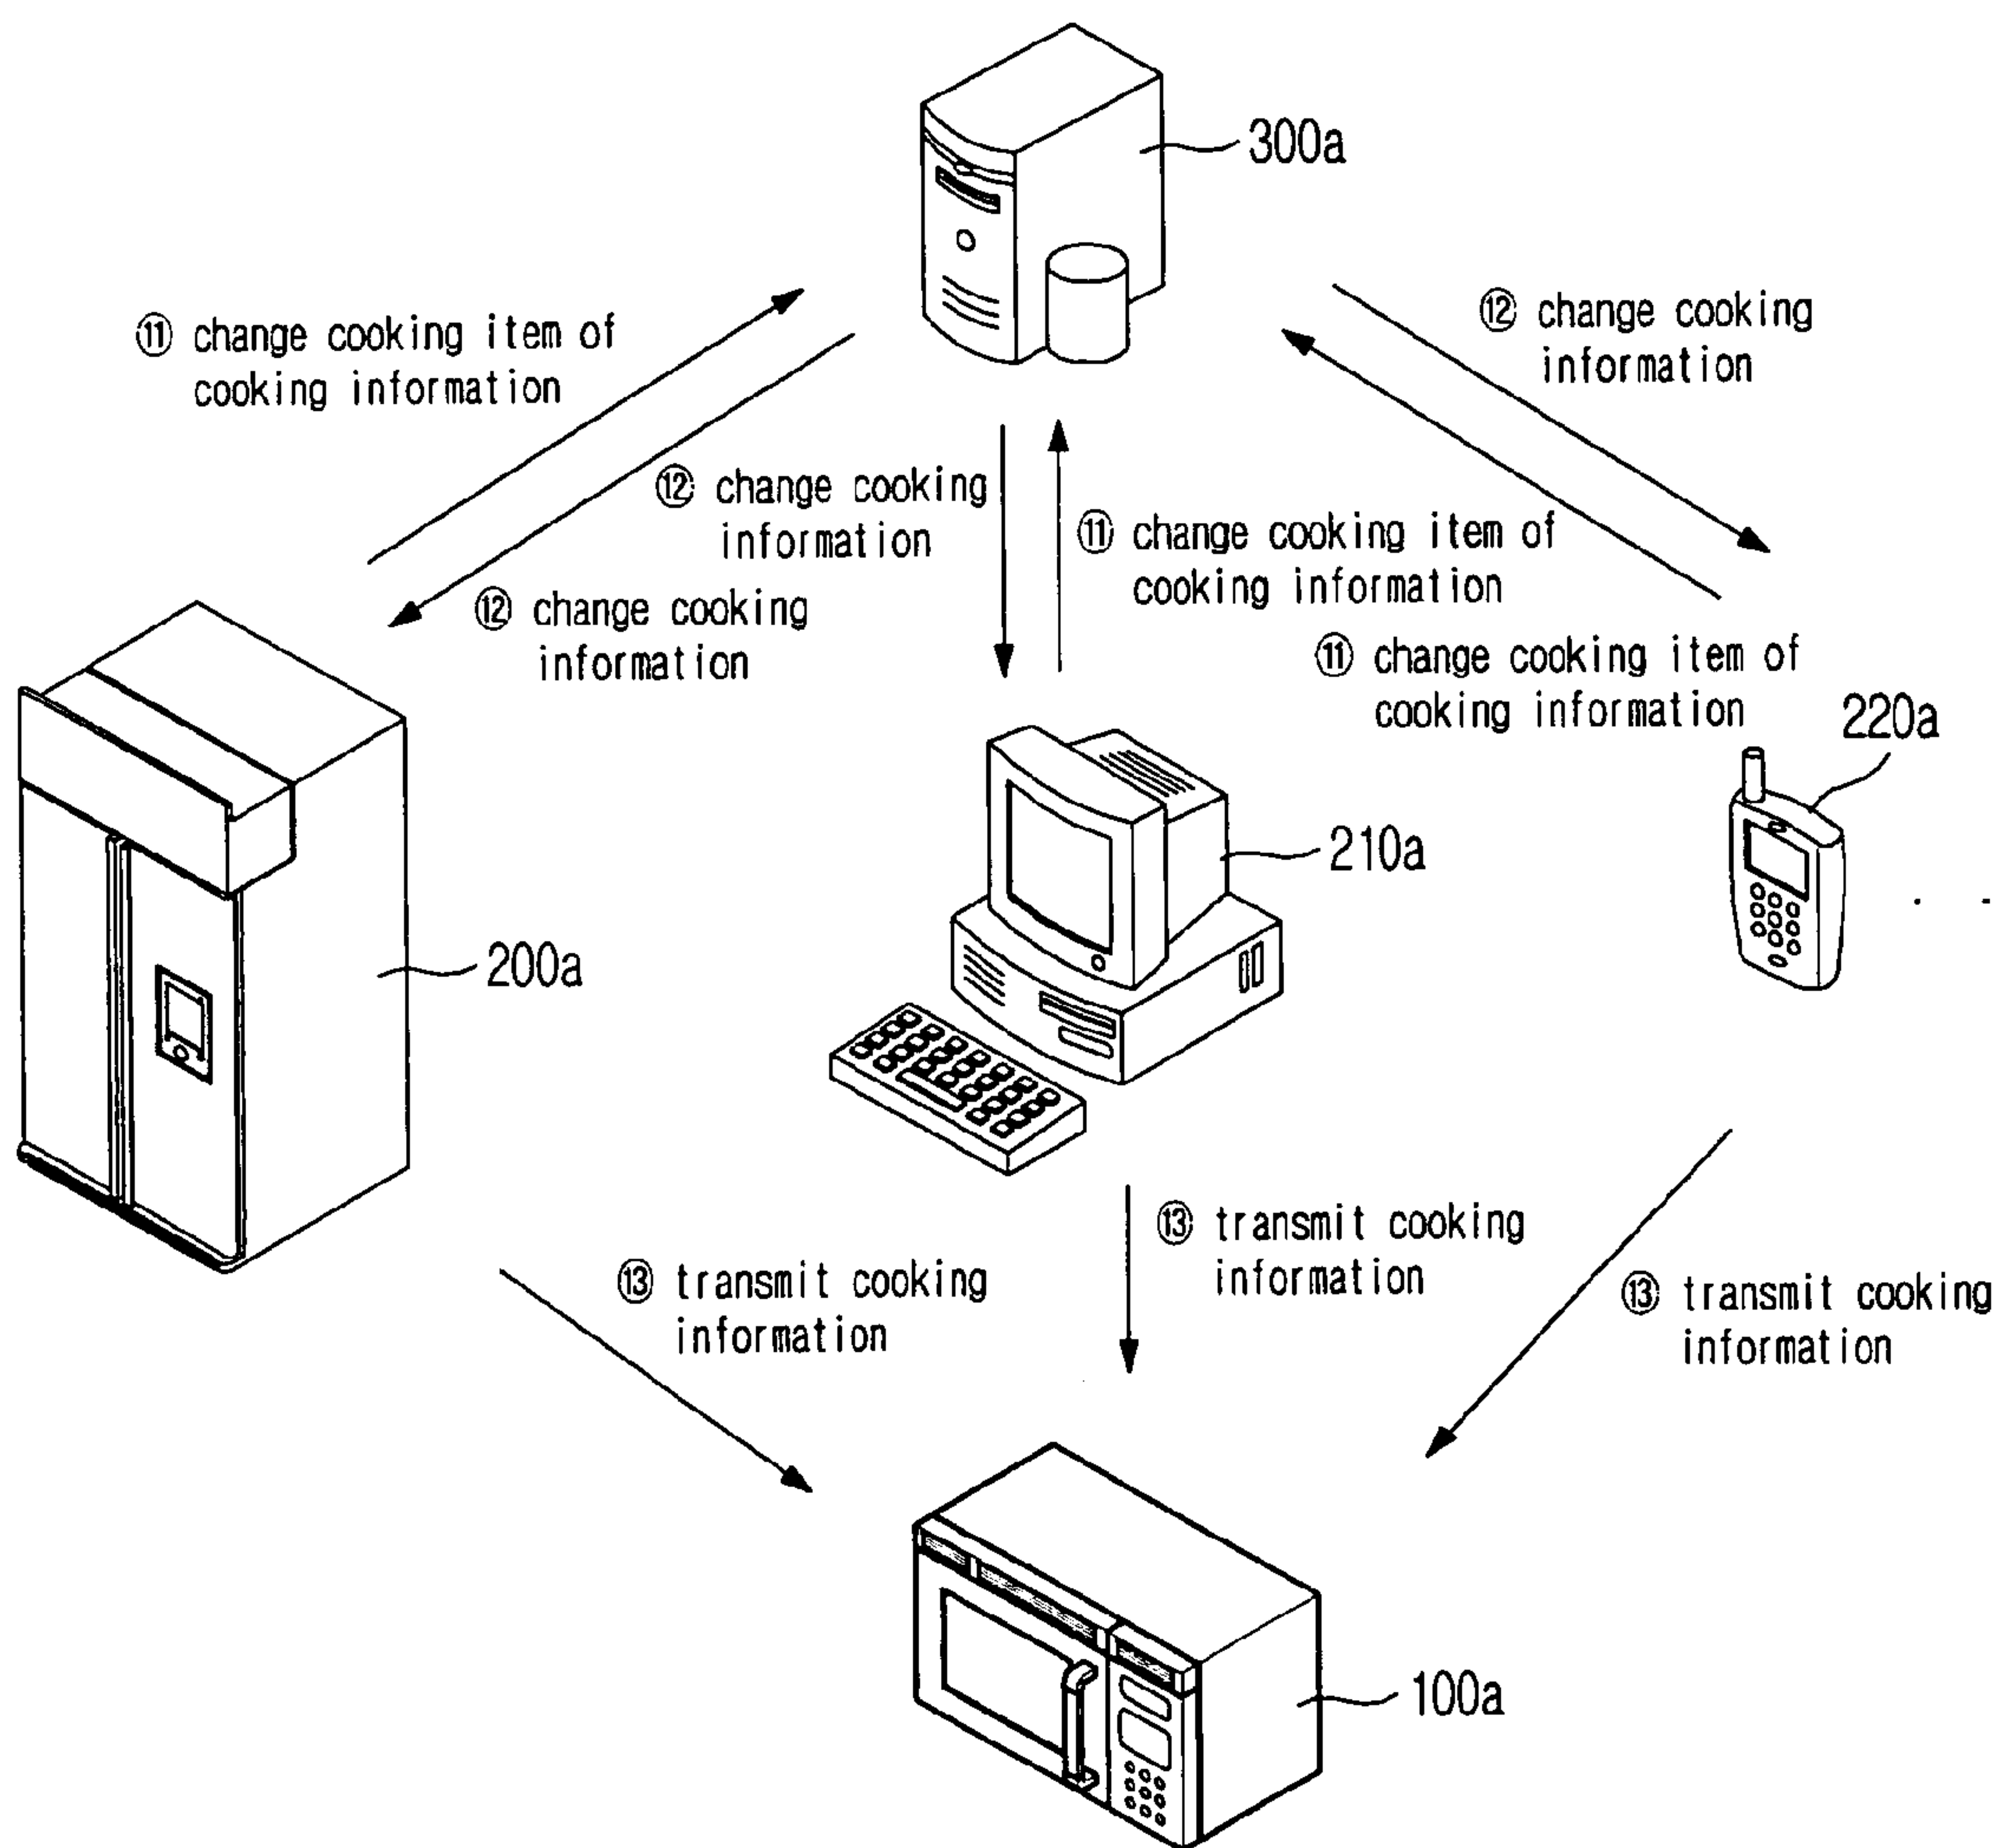 300a
⑪ change cooking item of
cooking information
⑫ change cooking
information
⑫ change cooking
information
⑪ change cooking item of
cooking information
⑫ change cooking
information
⑪ change cooking item of
cooking information
220a
210a
200a
⑬ transmit cooking
information
⑬ transmit cooking
information
⑬ transmit cooking
information
100a